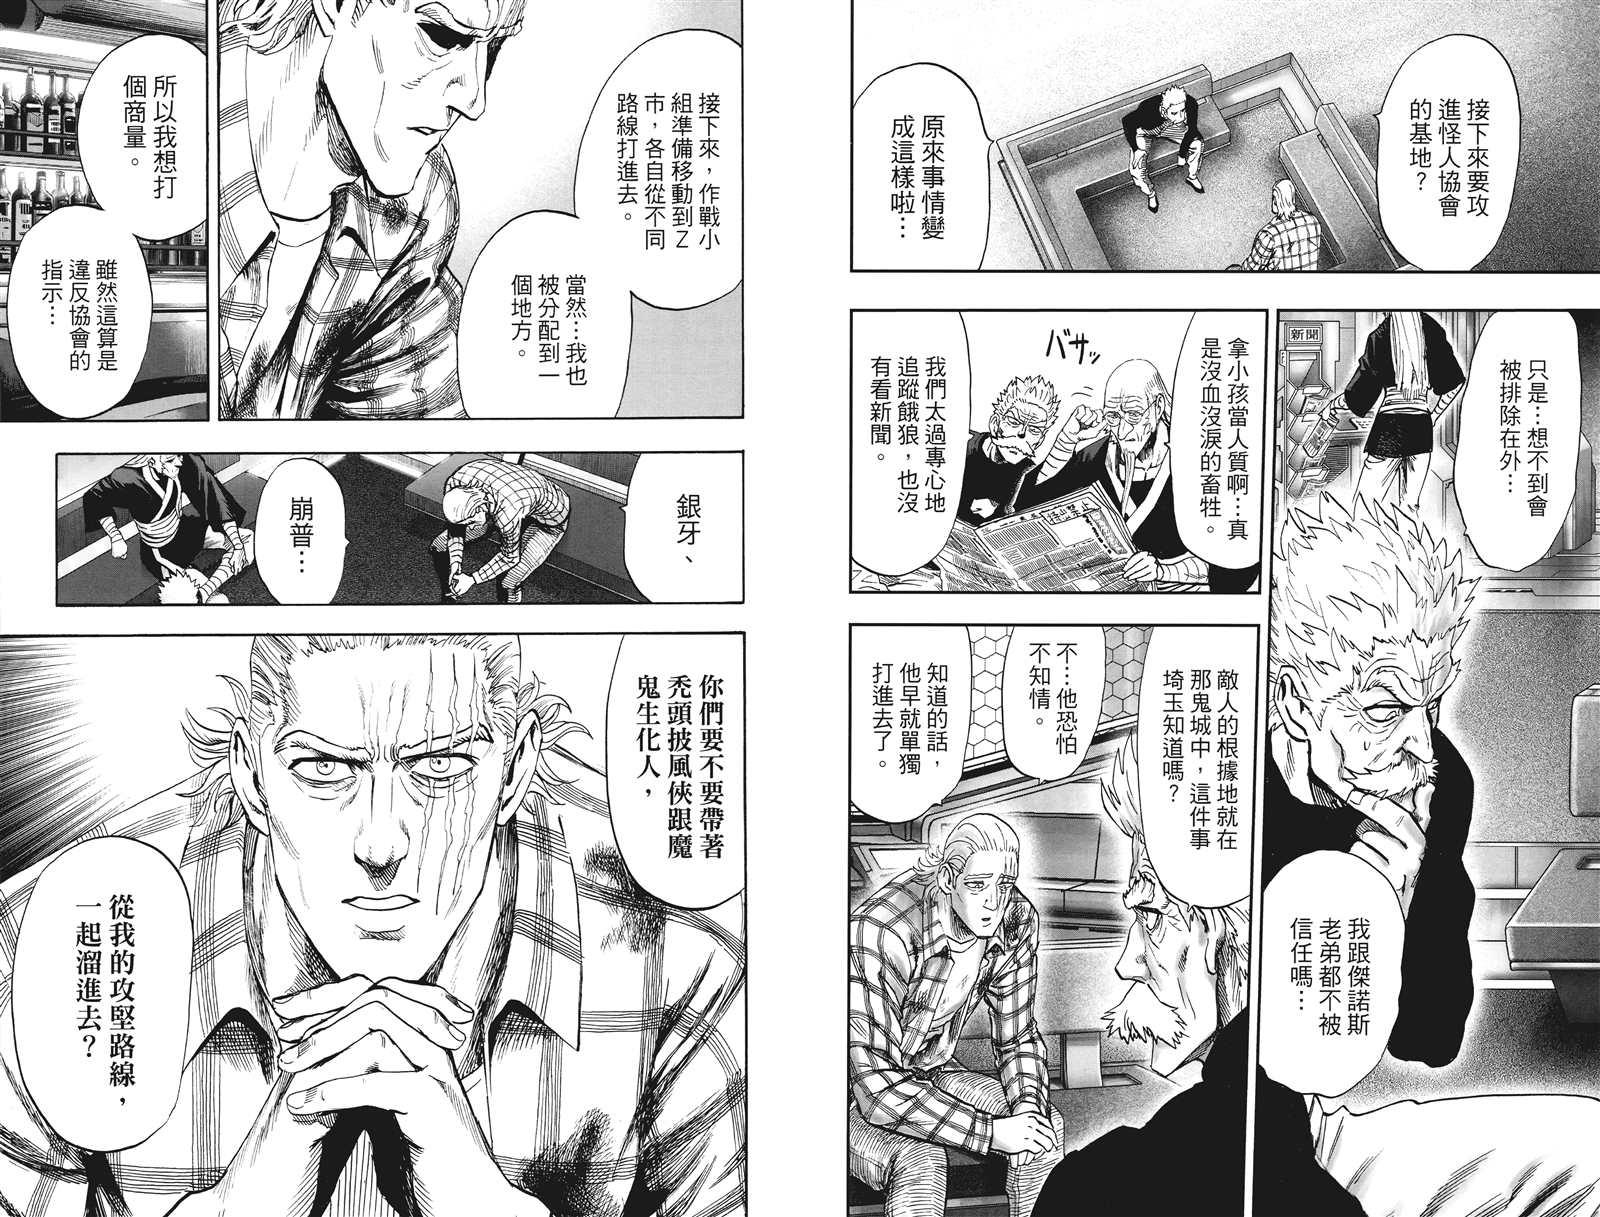 接下來要攻
進怪人協會
的基地？
原來事情變
成這樣啦…
只是…想不到會
被排除在外…
新聞
拿小孩當人質啊…真
是沒血沒淚的畜牲。
バサッ
我們太過專心地
追蹤餓狼，也沒
有看新聞。
我跟傑諾斯
老弟都不被
信任嗎…
敵人的根據地就在
那鬼城中，這件事
埼玉知道嗎？
不…他恐怕
不知情。
知道的話，
他早就單獨
打進去了。
接下來，作戰小
組準備移動到Z
市，各自從不同
路線打進去。
當然…我也
被分配到一
個地方。
所以我想打
個商量。
雖然這算是
違反協會的
指示…
銀牙、
崩普…
你們要不要帶著
禿頭披風俠跟魔
鬼生化人，
從我的攻堅路線，
一起溜進去？